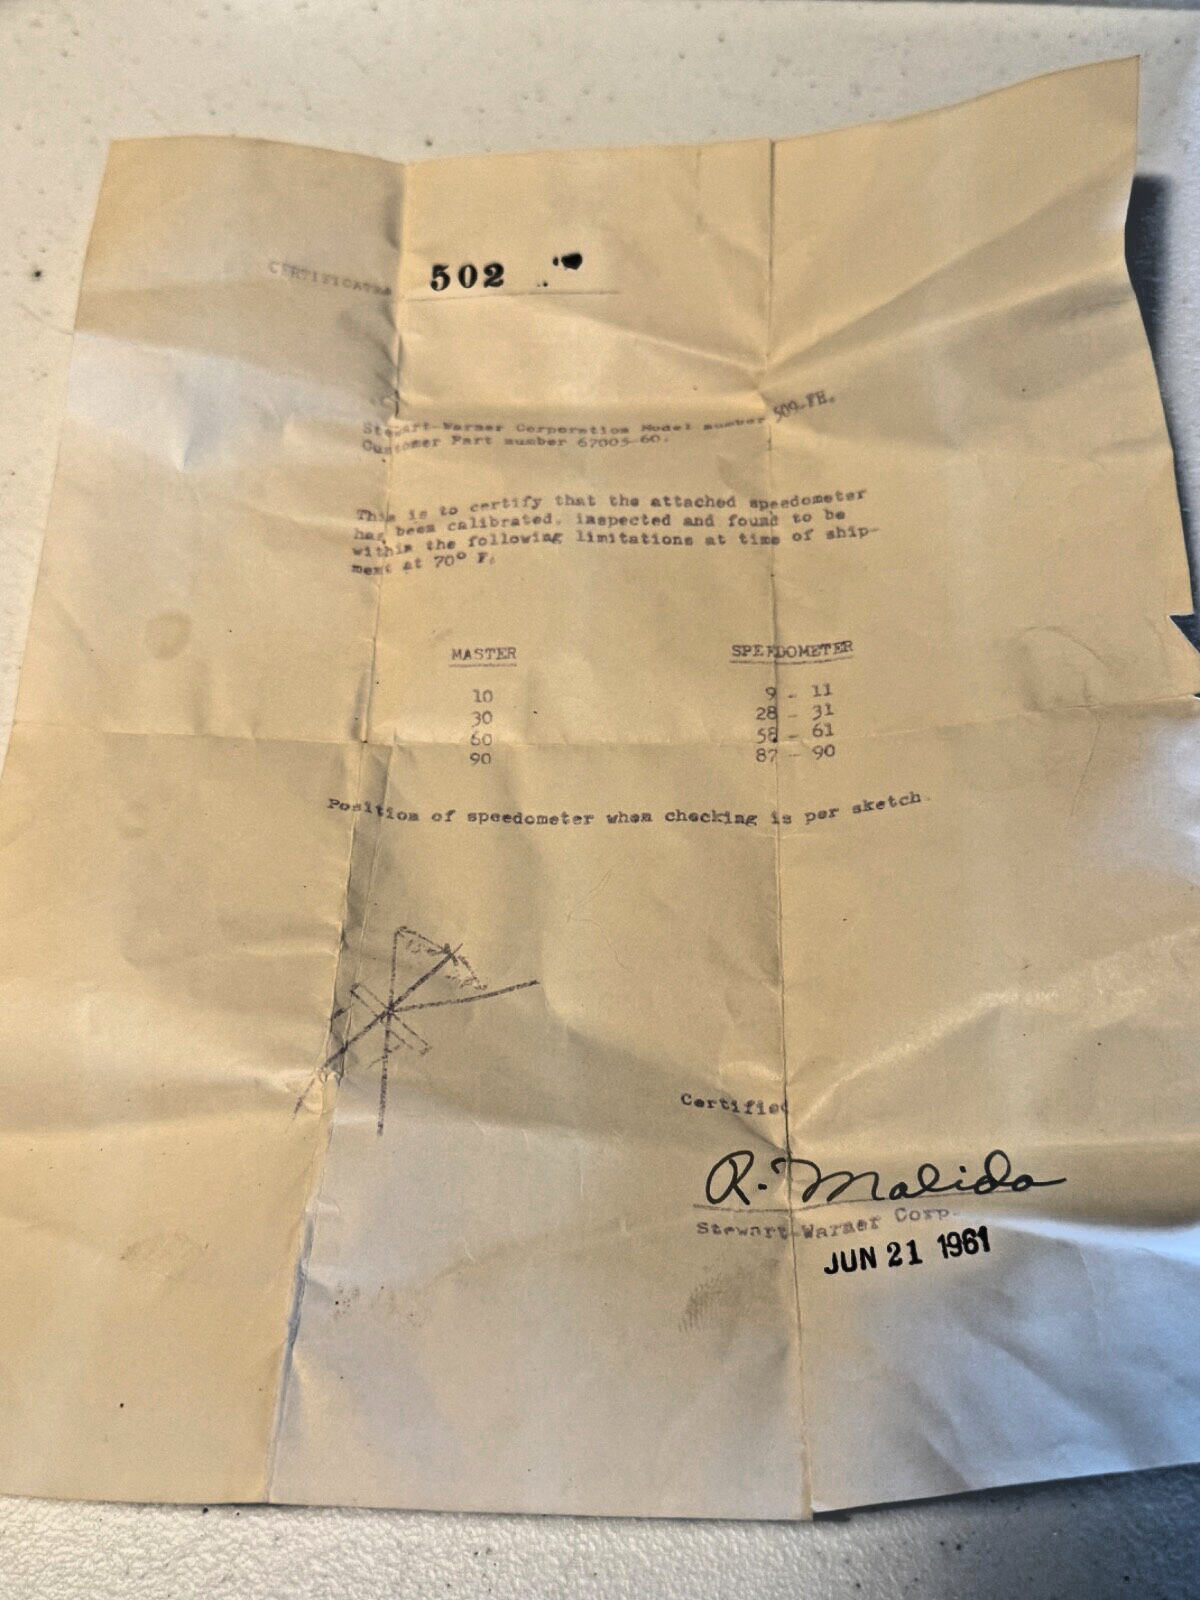 CERTIFICATE 502
Stewart-Warner Corporation Model number 509-FH.
Customer Part number 67005-60.
This is to certify that the attached speedometer
has been calibrated, inspected and found to be
within the following limitations at time of ship-
ment at 70° F.
MASTER SPEEDOMETER
10 9 - 11
30 28 - 31
60 58 - 61
90 87 - 90
Position of speedometer when checking is per sketch.
Certified
R. Malido
Stewart-Warner Corp.
JUN 21 1961